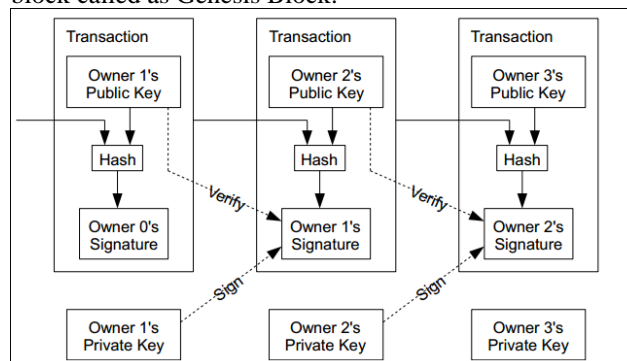 block called as Genesis Block.
Transaction
Transaction
Transaction
Owner 1's
Public Key
Owner 2's
Public Key
Owner 3's
Public Key
Hash
Hash
Hash
Verify
Verify
Owner 0's
Signature
Owner 1's
Signature
Owner 2's
Signature
Sign
Sign
Owner 1's
Private Key
Owner 2's
Private Key
Owner 3's
Private Key